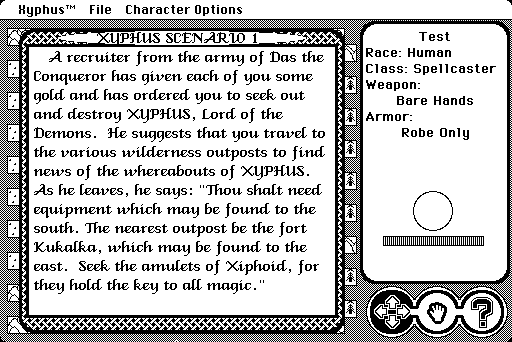 Xyphus™ File Character Options
XYPHUS SCENARIO 1
A recruiter from the army of Das the
Conqueror has given each of you some
gold and has ordered you to seek out
and destroy XYPHUS, Lord of the
Demons. He suggests that you travel to
the various wilderness outposts to find
news of the whereabouts of XYPHUS.
As he leaves, he says: "Thou shalt need
equipment which may be found to the
south. The nearest outpost be the fort
Kukalka, which may be found to the
east. Seek the amulets of Xiphoid, for
they hold the key to all magic."
Test
Race: Human
Class: Spellcaster
Weapon:
Bare Hands
Armor:
Robe Only
?